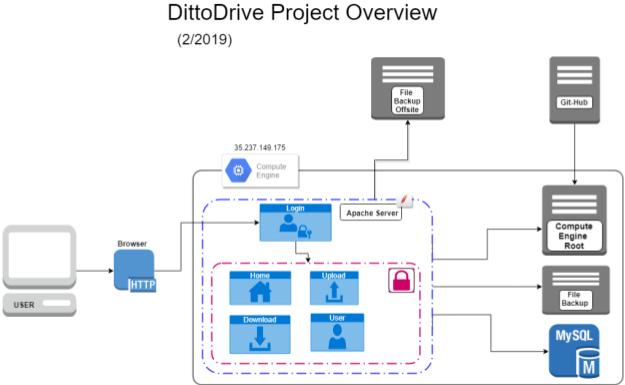 DittoDrive Project Overview
(2/2019)
File
Backup
Offsite
Git-Hub
35.237.149.175
Compute
Engine
Login
Apache Server
Compute
Engine
Root
Browser
HTTP
USER
Home
Upload
File
Backup
Download
User
MySQL
M